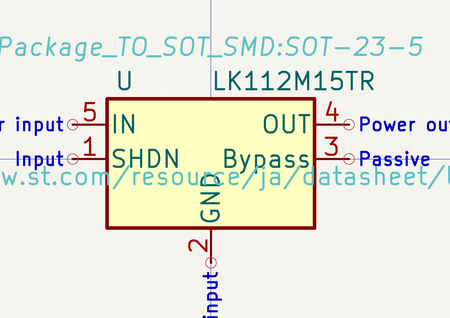 Package_TO_SOT_SMD:SOT-23-5
U LK112M15TR
5 4
r input IN OUT Power out
1 3
Input SHDN Bypass Passive
w.st.com/resource/ja/datasheet/
GND
2
input